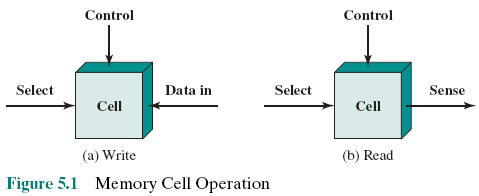 Control
Control
Select
Data in
Select
Sense
Cell
Cell
(a) Write
(b) Read
Figure 5.1 Memory Cell Operation